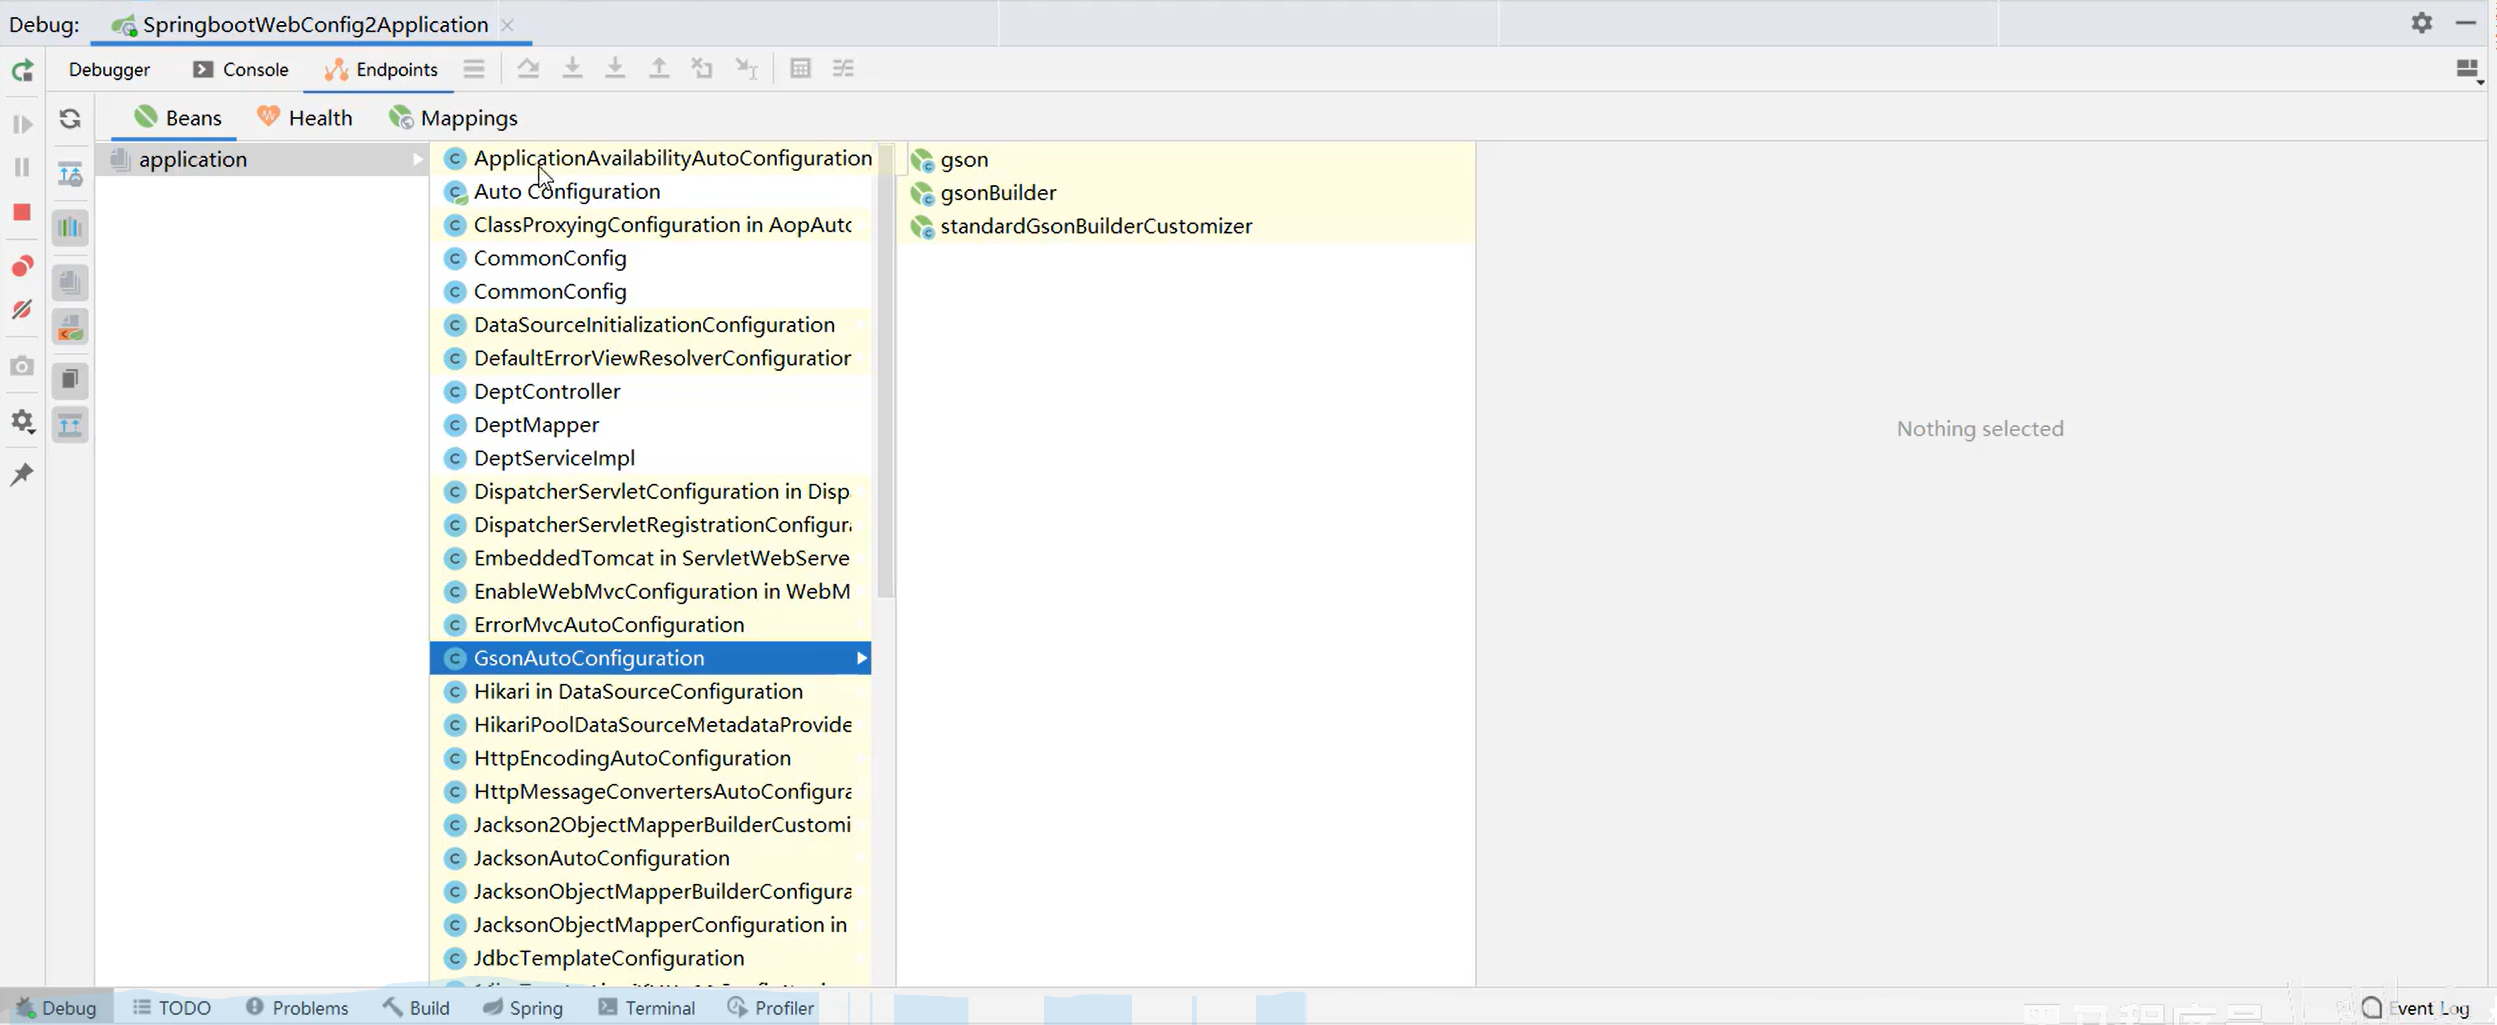 Debug: SpringbootWebConfig2Application
Debugger Console Endpoints
Beans Health Mappings
application
ApplicationAvailabilityAutoConfiguration
Auto Configuration
ClassProxyingConfiguration in AopAuto
CommonConfig
CommonConfig
DataSourceInitializationConfiguration
DefaultErrorViewResolverConfiguration
DeptController
DeptMapper
DeptServiceImpl
DispatcherServletConfiguration in Disp
DispatcherServletRegistrationConfigura
EmbeddedTomcat in ServletWebServe
EnableWebMvcConfiguration in WebM
ErrorMvcAutoConfiguration
GsonAutoConfiguration
Hikari in DataSourceConfiguration
HikariPoolDataSourceMetadataProvide
HttpEncodingAutoConfiguration
HttpMessageConvertersAutoConfigura
Jackson2ObjectMapperBuilderCustomi
JacksonAutoConfiguration
JacksonObjectMapperBuilderConfigura
JacksonObjectMapperConfiguration in
JdbcTemplateConfiguration
gson
gsonBuilder
standardGsonBuilderCustomizer
Nothing selected
Debug TODO Problems Build Spring Terminal Profiler Event Log